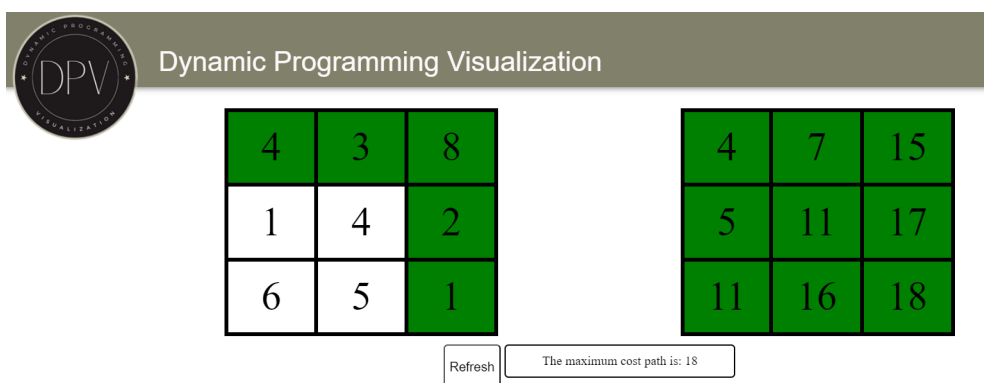 DYNAMIC PROGRAMMING
DPV
VISUALIZATION
Dynamic Programming Visualization
4 3 8
1 4 2
6 5 1
4 7 15
5 11 17
11 16 18
Refresh
The maximum cost path is: 18